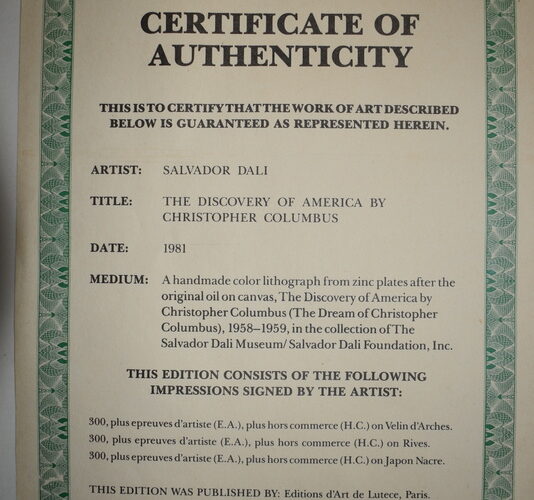 CERTIFICATE OF
AUTHENTICITY
THIS IS TO CERTIFY THAT THE WORK OF ART DESCRIBED
BELOW IS GUARANTEED AS REPRESENTED HEREIN.
ARTIST: SALVADOR DALI
TITLE: THE DISCOVERY OF AMERICA BY
CHRISTOPHER COLUMBUS
DATE: 1981
MEDIUM: A handmade color lithograph from zinc plates after the
original oil on canvas, The Discovery of America by
Christopher Columbus (The Dream of Christopher
Columbus), 1958–1959, in the collection of The
Salvador Dali Museum/Salvador Dali Foundation, Inc.
THIS EDITION CONSISTS OF THE FOLLOWING
IMPRESSIONS SIGNED BY THE ARTIST:
300, plus epreuves d'artiste (E.A.), plus hors commerce (H.C.) on Velin d'Arches.
300, plus epreuves d'artiste (E.A.), plus hors commerce (H.C.) on Rives.
300, plus epreuves d'artiste (E.A.), plus hors commerce (H.C.) on Japon Nacre.
THIS EDITION WAS PUBLISHED BY: Editions d'Art de Lutece, Paris.